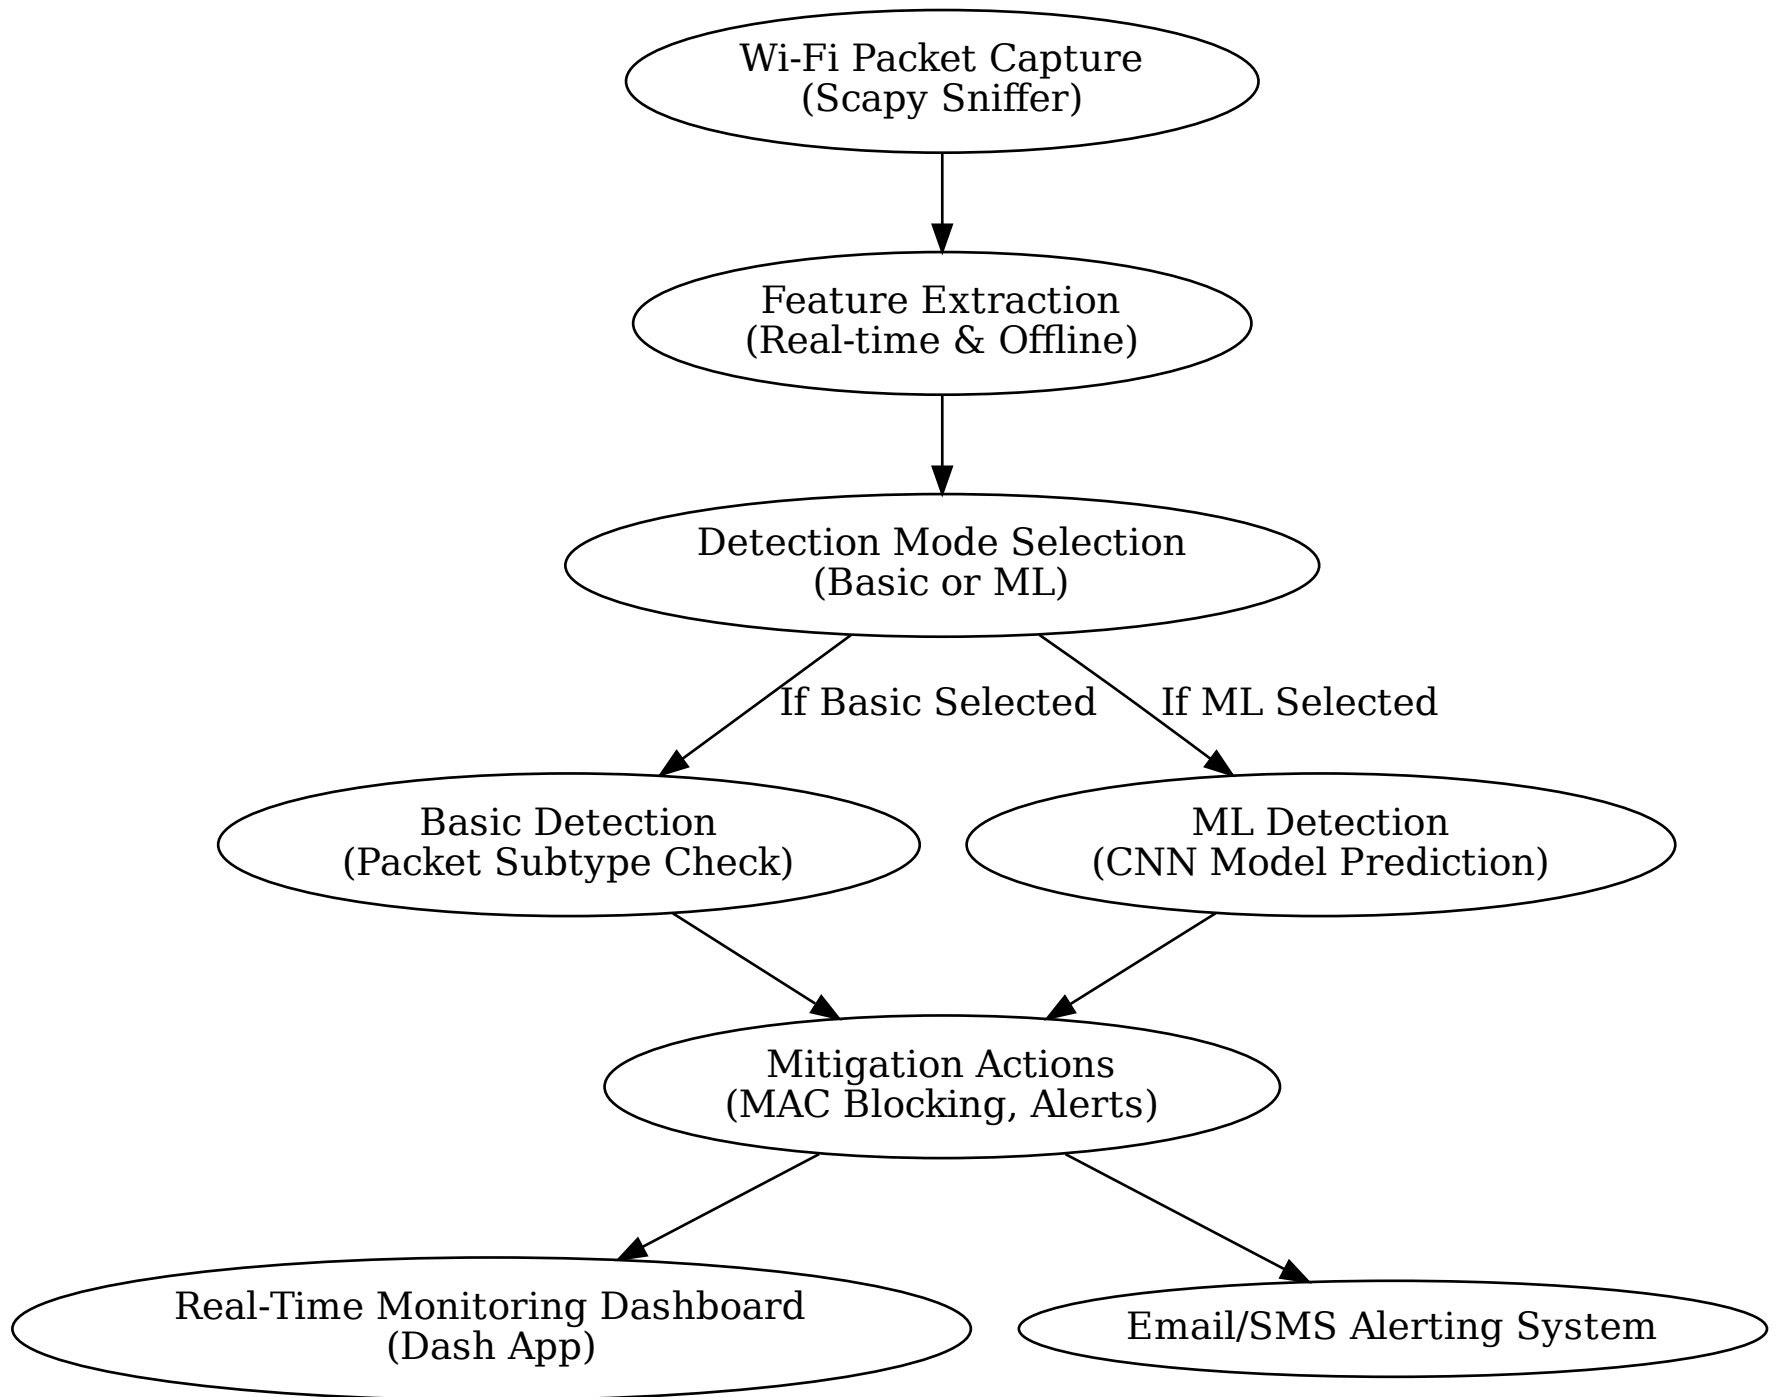 Wi-Fi Packet Capture
(Scapy Sniffer)
Feature Extraction
(Real-time & Offline)
Detection Mode Selection
(Basic or ML)
If Basic Selected
If ML Selected
Basic Detection
(Packet Subtype Check)
ML Detection
(CNN Model Prediction)
Mitigation Actions
(MAC Blocking, Alerts)
Real-Time Monitoring Dashboard
(Dash App)
Email/SMS Alerting System